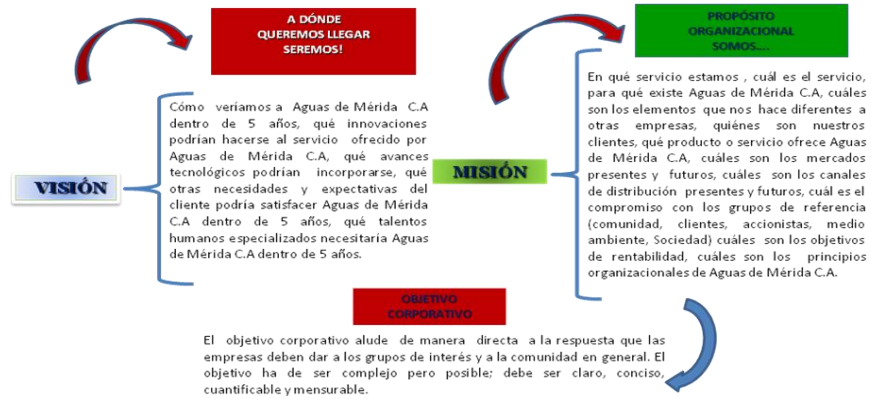 A DÓNDE
QUEREMOS LLEGAR
SEREMOS!
VISIÓN
Cómo veríamos a Aguas de Mérida C.A
dentro de 5 años, qué innovaciones
podrían hacerse al servicio ofrecido por
Aguas de Mérida C.A, qué avances
tecnológicos podrían incorporarse, qué
otras necesidades y expectativas del
cliente podría satisfacer Aguas de Mérida
C.A dentro de 5 años, qué talentos
humanos especializados necesitaría Aguas
de Mérida C.A dentro de 5 años.
PROPÓSITO
ORGANIZACIONAL
SOMOS....
MISIÓN
En qué servicio estamos , cuál es el servicio,
para qué existe Aguas de Mérida C.A, cuáles
son los elementos que nos hace diferentes a
otras empresas, quiénes son nuestros
clientes, qué producto o servicio ofrece Aguas
de Mérida C.A, cuáles son los mercados
presentes y futuros, cuáles son los canales
de distribución presentes y futuros, cuál es el
compromiso con los grupos de referencia
(comunidad, clientes, accionistas, medio
ambiente, Sociedad) cuáles son los objetivos
de rentabilidad, cuáles son los principios
organizacionales de Aguas de Mérida C.A.
OBJETIVO
CORPORATIVO
El objetivo corporativo alude de manera directa a la respuesta que las
empresas deben dar a los grupos de interés y a la comunidad en general. El
objetivo ha de ser complejo pero posible; debe ser claro, conciso,
cuantificable y mensurable.